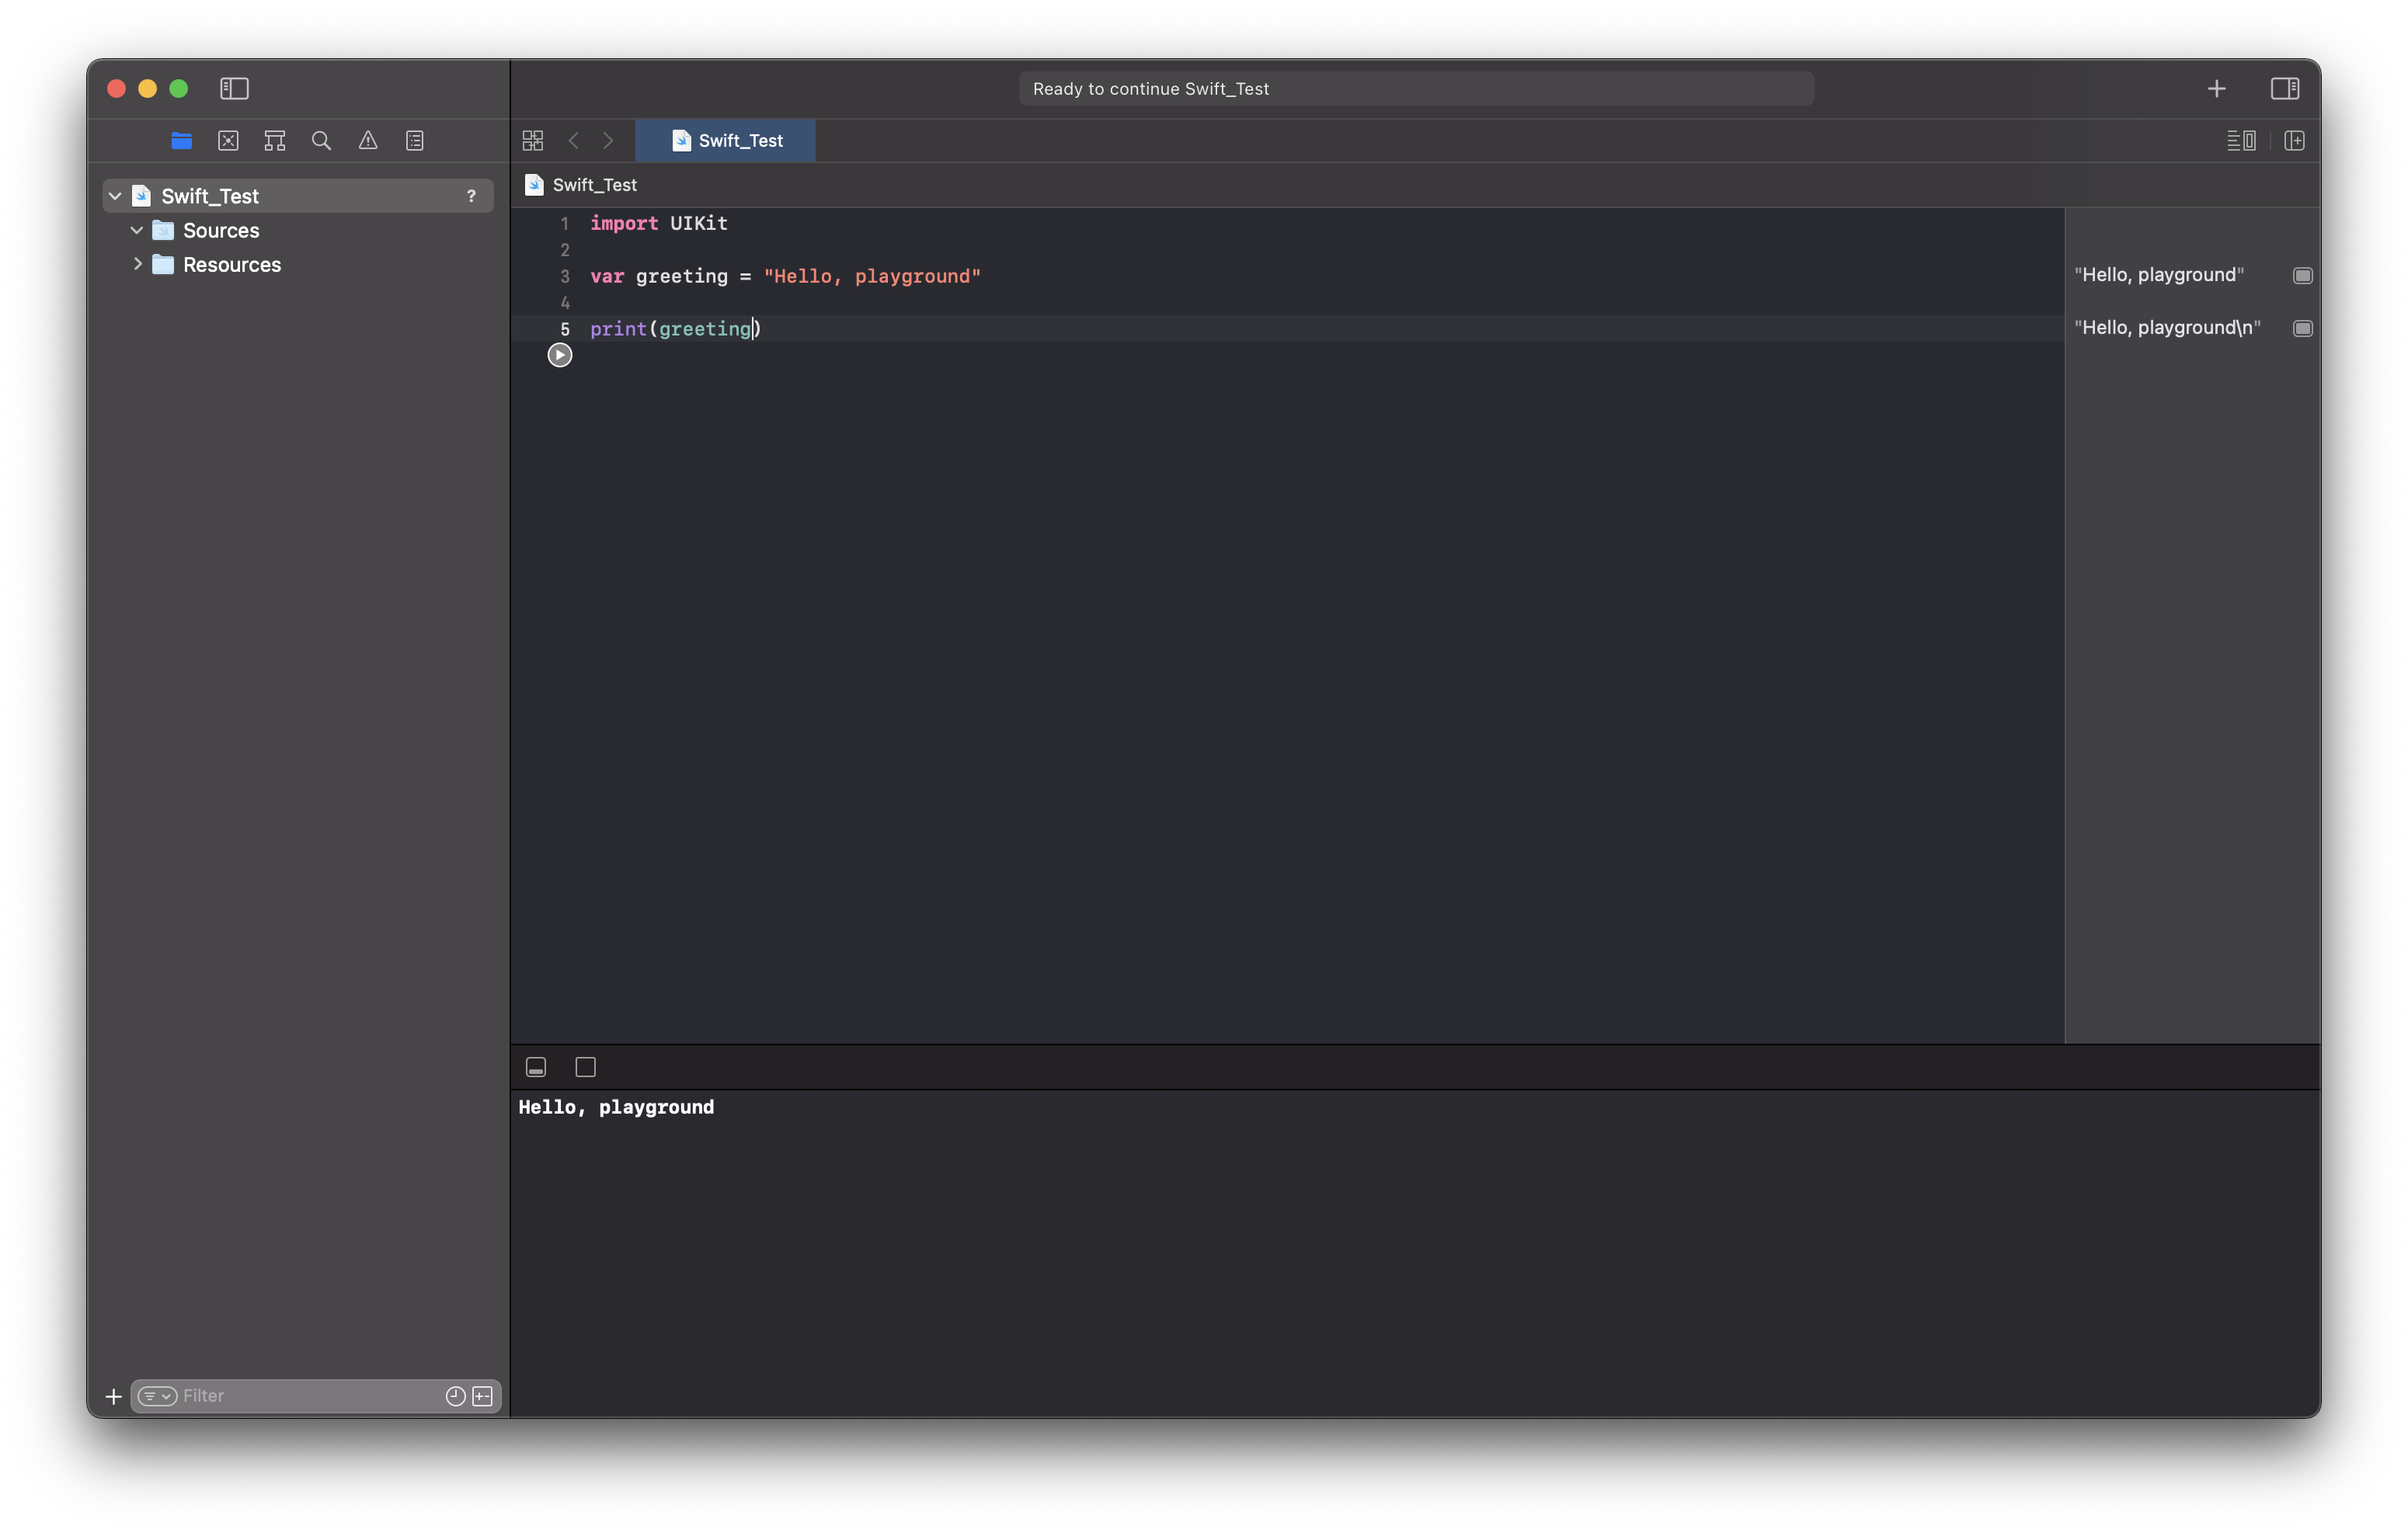 Ready to continue Swift_Test
Swift_Test
Swift_Test ?
Sources
Resources
Swift_Test
1 import UIKit
2
3 var greeting = "Hello, playground"
4
5 print(greeting)
"Hello, playground"
"Hello, playground\n"
Hello, playground
Filter